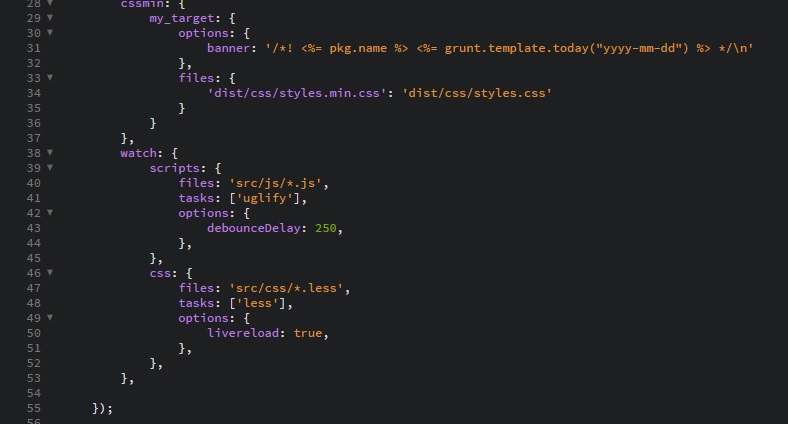 28 cssmin: {
29 my_target: {
30 options: {
31 banner: '/*! <%= pkg.name %> <%= grunt.template.today("yyyy-mm-dd") %> */\n'
32 },
33 files: {
34 'dist/css/styles.min.css': 'dist/css/styles.css'
35 }
36 }
37 },
38 watch: {
39 scripts: {
40 files: 'src/js/*.js',
41 tasks: ['uglify'],
42 options: {
43 debounceDelay: 250,
44 },
45 },
46 css: {
47 files: 'src/css/*.less',
48 tasks: ['less'],
49 options: {
50 livereload: true,
51 },
52 },
53 },
54
55 });
56